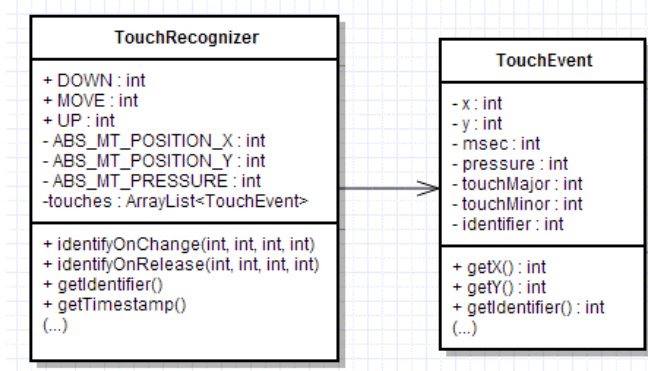 TouchRecognizer
+ DOWN : int
+ MOVE : int
+ UP : int
- ABS_MT_POSITION_X : int
- ABS_MT_POSITION_Y : int
- ABS_MT_PRESSURE : int
-touches : ArrayList<TouchEvent>
+ identifyOnChange(int, int, int, int)
+ identifyOnRelease(int, int, int, int)
+ getIdentifier()
+ getTimestamp()
(...)
TouchEvent
- x : int
- y : int
- msec : int
- pressure : int
- touchMajor : int
- touchMinor : int
- identifier : int
+ getX() : int
+ getY() : int
+ getIdentifier() : int
(...)